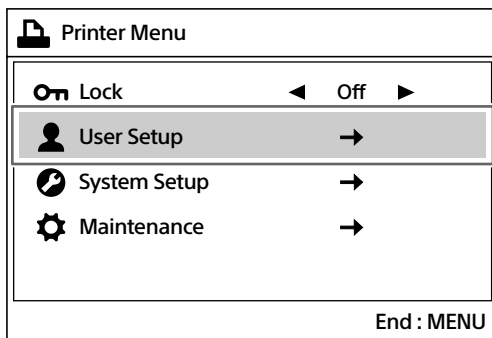 Printer Menu
Lock ◄ Off ►
User Setup →
System Setup →
Maintenance →
End : MENU